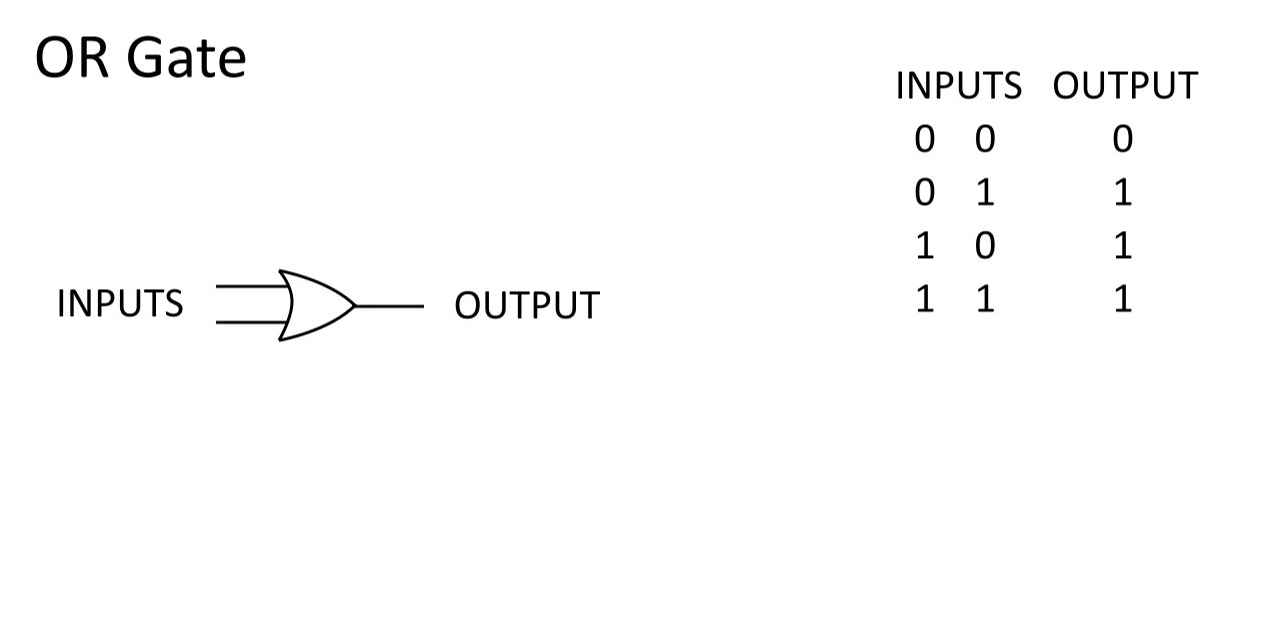 OR Gate
INPUTS OUTPUT
0 0 0
0 1 1
1 0 1
1 1 1
INPUTS OUTPUT